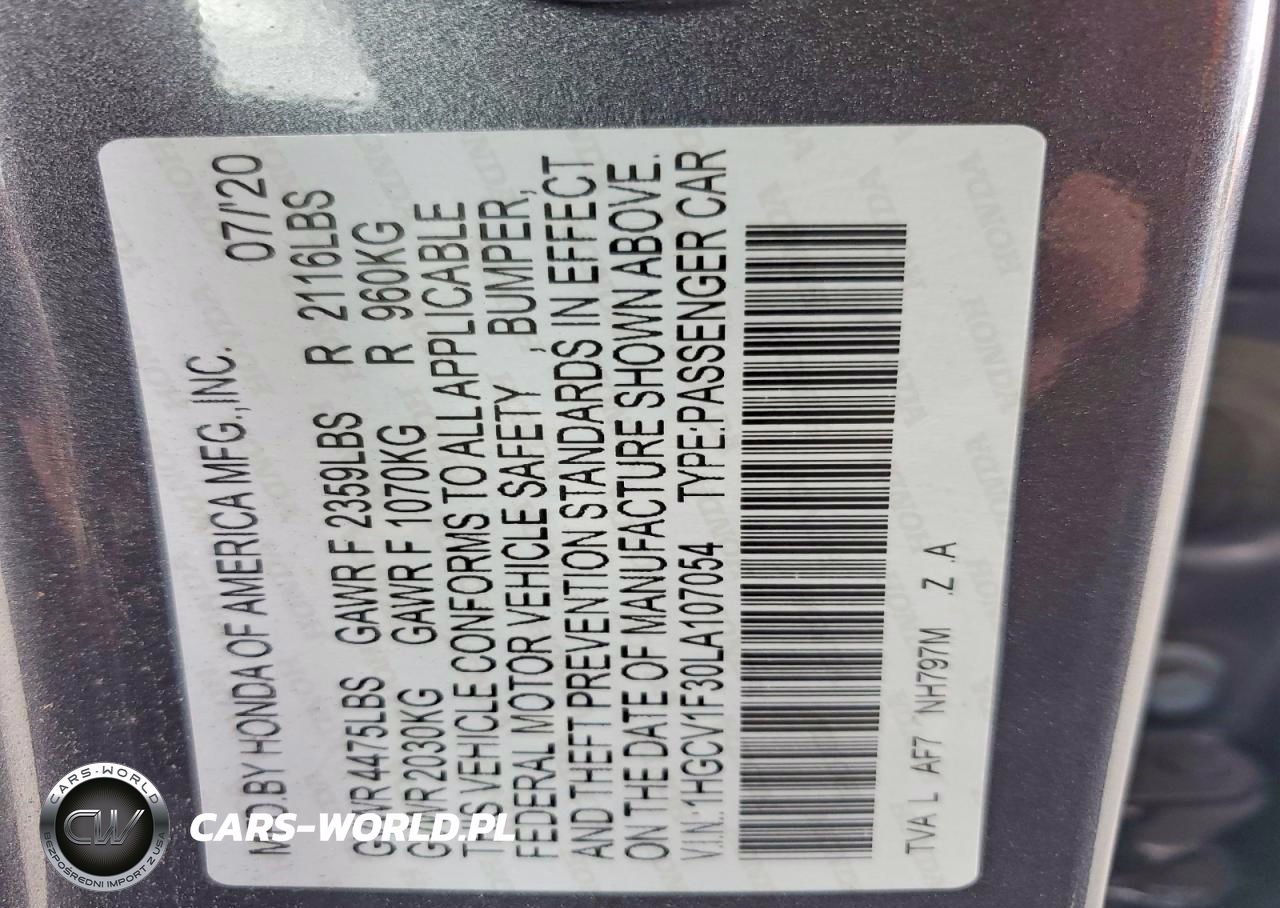 MFD.BY HONDA OF AMERICA MFG.,INC. 07/'20
GVWR 4475LBS GAWR F 2359LBS R 2116LBS
GVWR 2030KG GAWR F 1070KG R 960KG
THIS VEHICLE CONFORMS TO ALL APPLICABLE
FEDERAL MOTOR VEHICLE SAFETY , BUMPER,
AND THEFT PREVENTION STANDARDS IN EFFECT
ON THE DATE OF MANUFACTURE SHOWN ABOVE.
V.I.N.:1HGCV1F30LA107054 TYPE:PASSENGER CAR
TVA L AF7 NH797M .Z .A
CARS-WORLD
CW
BEZPOŚREDNI IMPORT Z USA
CARS-WORLD.PL